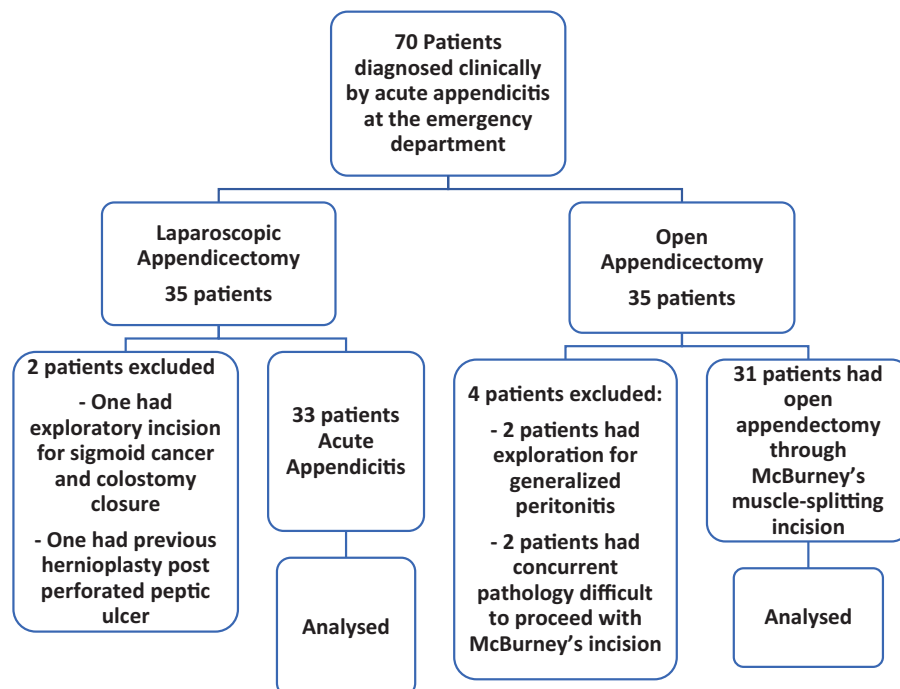 70 Patients
diagnosed clinically
by acute appendicitis
at the emergency
department
Laparoscopic
Appendicectomy
35 patients
Open
Appendicectomy
35 patients
2 patients excluded
- One had
exploratory incision
for sigmoid cancer
and colostomy
closure
- One had previous
hernioplasty post
perforated peptic
ulcer
33 patients
Acute
Appendicitis
Analysed
4 patients excluded:
- 2 patients had
exploration for
generalized
peritonitis
- 2 patients had
concurrent
pathology difficult
to proceed with
McBurney's incision
31 patients had
open
appendectomy
through
McBurney's
muscle-splitting
incision
Analysed